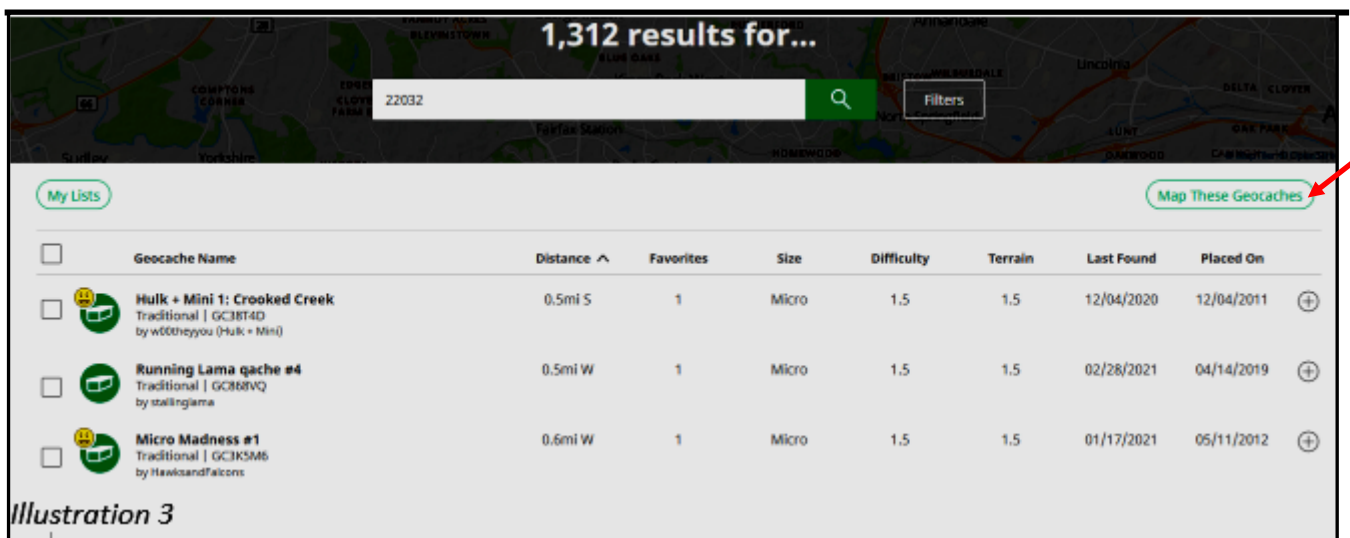 1,312 results for...
22032
Filters
My Lists
Map These Geocaches
Geocache Name Distance Favorites Size Difficulty Terrain Last Found Placed On
Hulk + Mini 1: Crooked Creek 0.5mi S 1 Micro 1.5 1.5 12/04/2020 12/04/2011
Traditional | GC38T4D
by w00theyyou (Hulk + Mini)
Running Lama qache #4 0.5mi W 1 Micro 1.5 1.5 02/28/2021 04/14/2019
Traditional | GC868VQ
by stallinglama
Micro Madness #1 0.6mi W 1 Micro 1.5 1.5 01/17/2021 05/11/2012
Traditional | GC3K5M6
by HawksandFalcons
Illustration 3